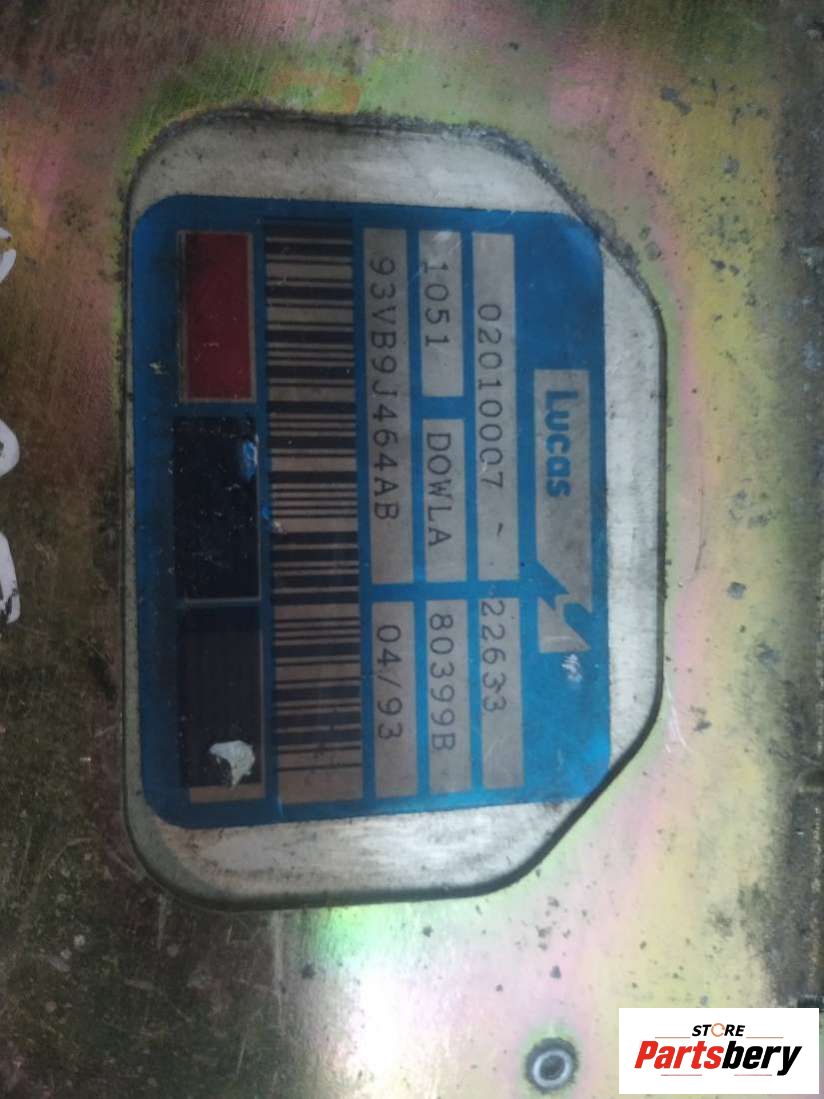 Lucas
02010007 - 22633
1051 DOWLA 80399B
93VB9J464AB 04/93
STORE
Partsbery